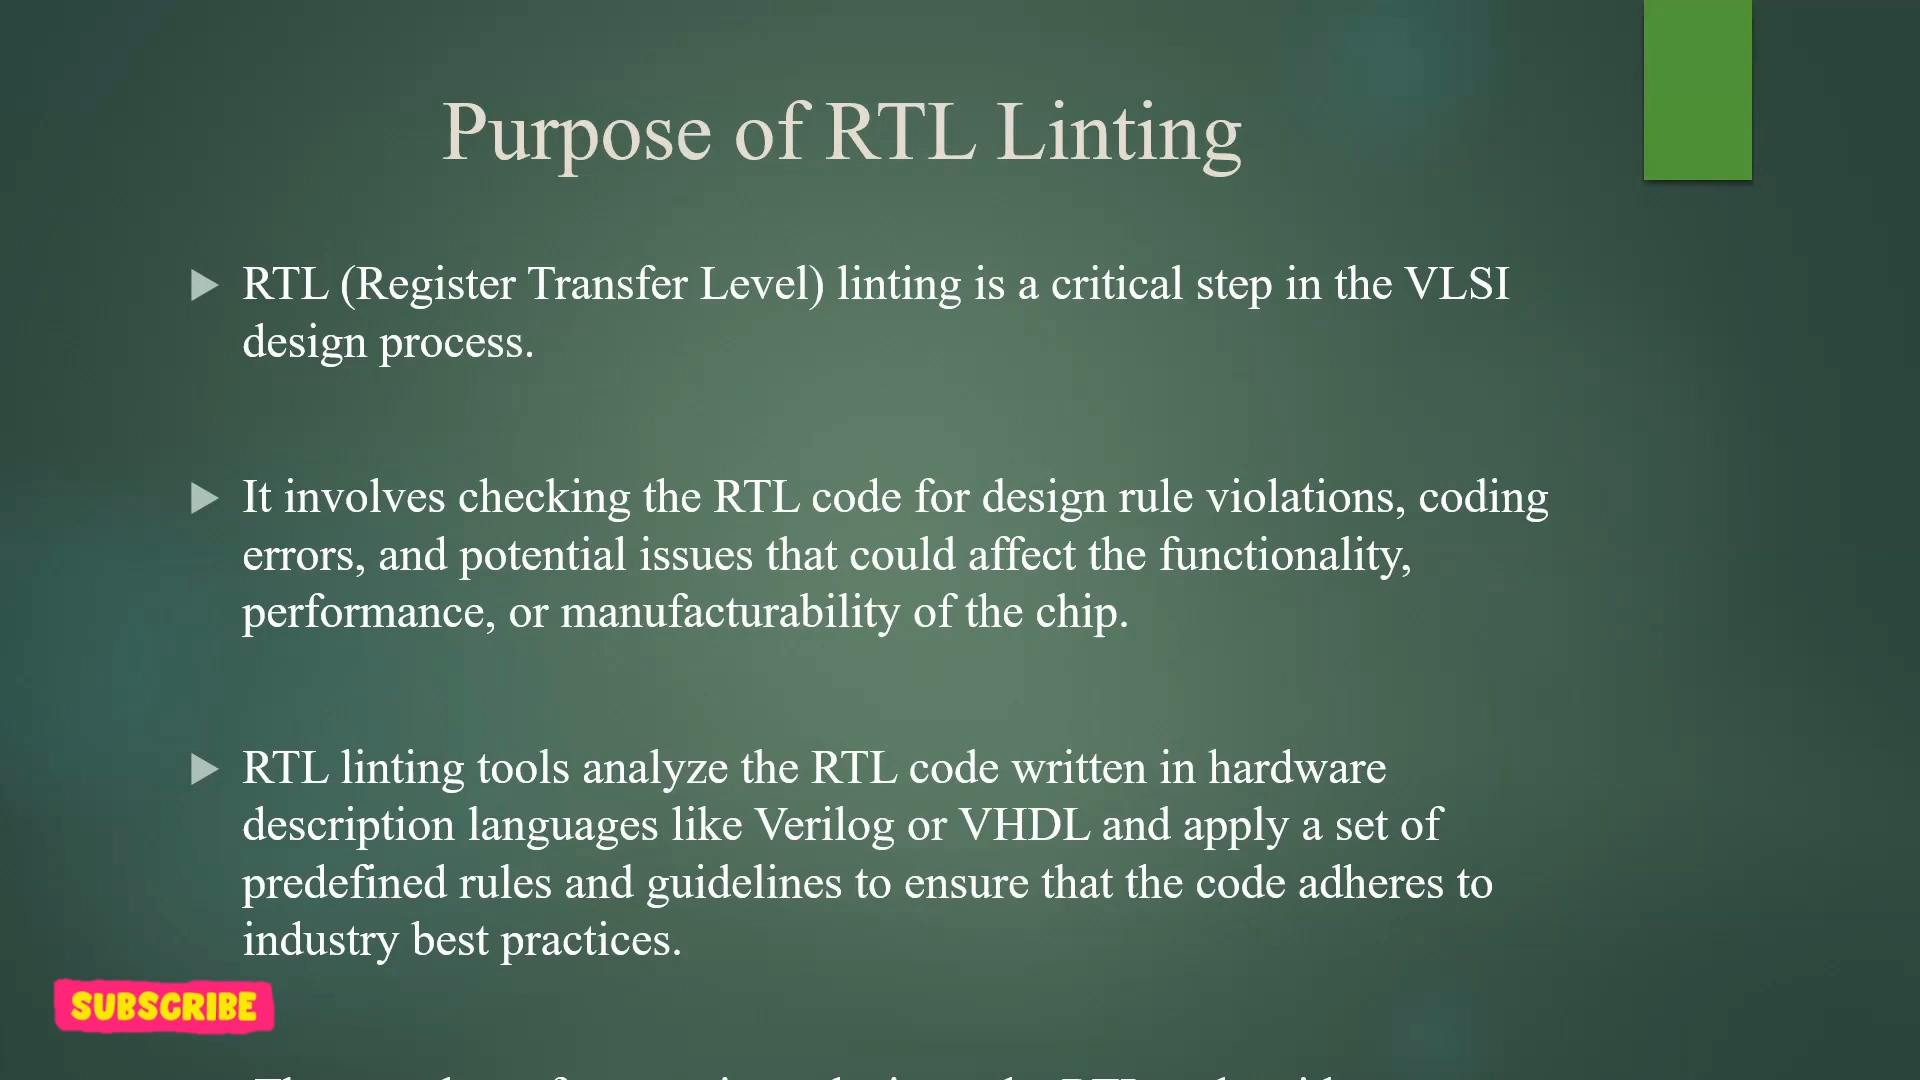 Purpose of RTL Linting
RTL (Register Transfer Level) linting is a critical step in the VLSI
design process.
It involves checking the RTL code for design rule violations, coding
errors, and potential issues that could affect the functionality,
performance, or manufacturability of the chip.
RTL linting tools analyze the RTL code written in hardware
description languages like Verilog or VHDL and apply a set of
predefined rules and guidelines to ensure that the code adheres to
industry best practices.
SUBSCRIBE